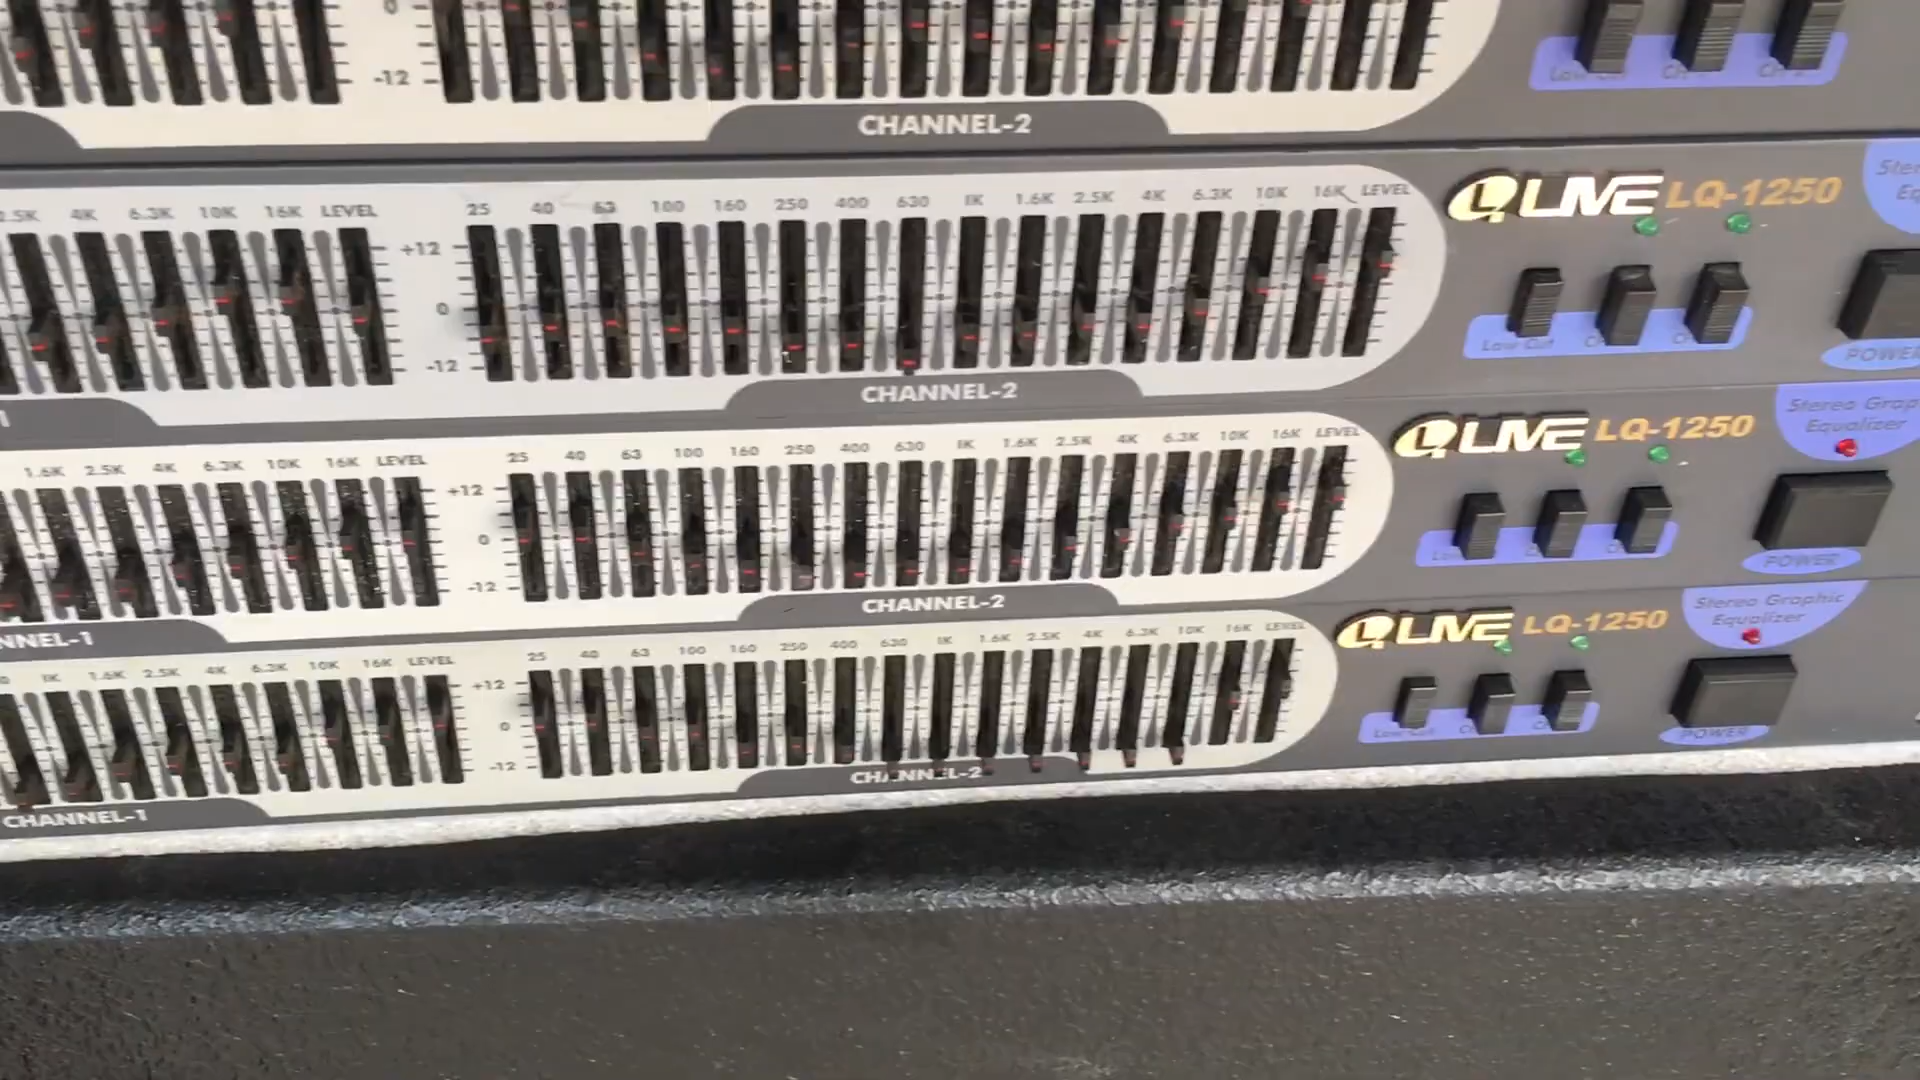 0
-12
CHANNEL-2
2.5K 4K 6.3K 10K 16K LEVEL
+12
0
-12
25 40 63 100 160 250 400 630 1K 1.6K 2.5K 4K 6.3K 10K 16K LEVEL
CHANNEL-2
LIVE LQ-1250
Low Cut
POWER
1.6K 2.5K 4K 6.3K 10K 16K LEVEL
+12
0
-12
25 40 63 100 160 250 400 630 1K 1.6K 2.5K 4K 6.3K 10K 16K LEVEL
NNEL-1
CHANNEL-2
LIVE LQ-1250
Stereo Grap
Equalizer
POWER
1K 1.6K 2.5K 4K 6.3K 10K 16K LEVEL
+12
0
-12
25 40 63 100 160 250 400 630 1K 1.6K 2.5K 4K 6.3K 10K 16K LEVEL
CHANNEL-1
CHANNEL-2
LIVE LQ-1250
Stereo Graphic
Equalizer
Low Cut
POWER